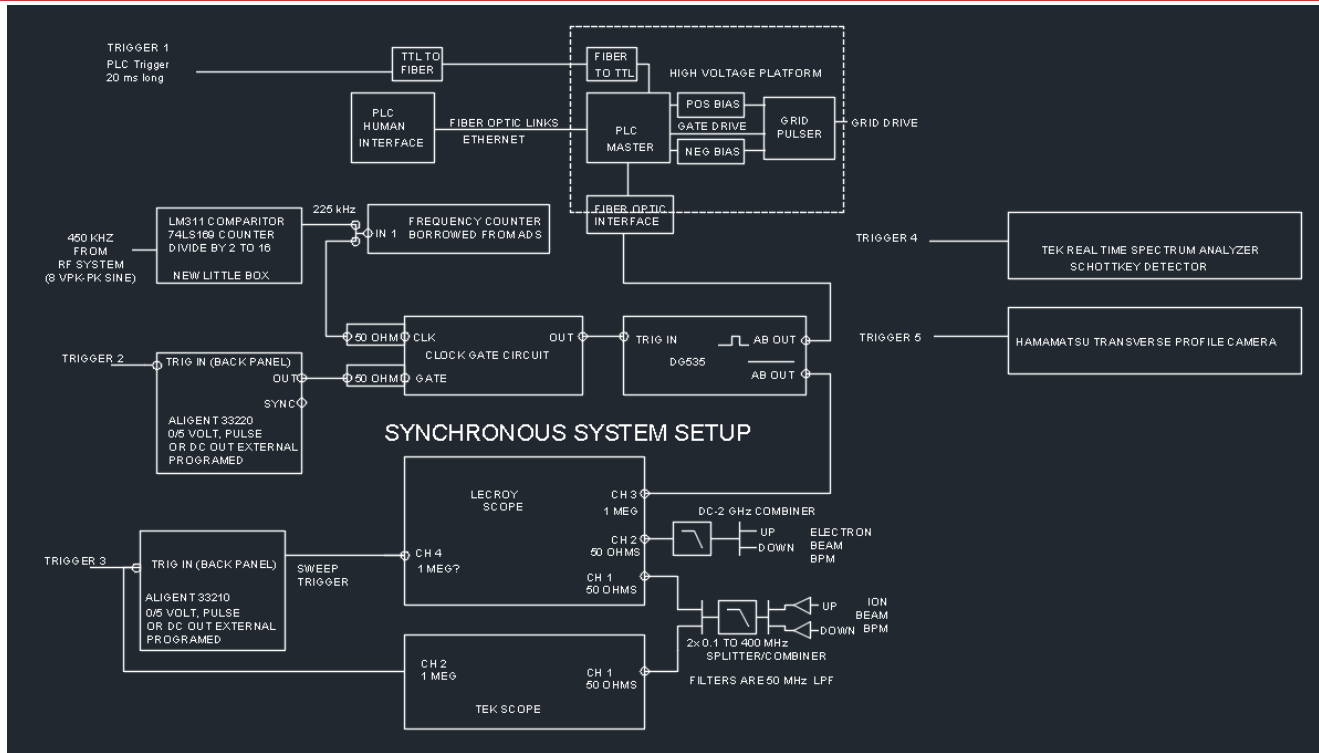 TRIGGER 1
PLC Trigger
20 ms long
TTL TO
FIBER
FIBER
TO TTL
HIGH VOLTAGE PLATFORM
PLC
HUMAN
INTERFACE
FIBER OPTIC LINKS
ETHERNET
PLC
MASTER
POS BIAS
GATE DRIVE
NEG BIAS
GRID
PULSER
GRID DRIVE
FIBER OPTIC
INTERFACE
450 KHZ
FROM
RF SYSTEM
(8 VPK-PK SINE)
LM311 COMPARITOR
74LS169 COUNTER
DIVIDE BY 2 TO 16
NEW LITTLE BOX
225 kHz
IN 1
FREQUENCY COUNTER
BORROWED FROM ADS
TRIGGER 4
TEK REAL TIME SPECTRUM ANALYZER
SCHOTTKEY DETECTOR
TRIGGER 5
HAMAMATSU TRANSVERSE PROFILE CAMERA
50 OHM
CLK
OUT
CLOCK GATE CIRCUIT
50 OHM
GATE
TRIG IN
AB OUT
DG535
AB OUT
TRIGGER 2
TRIG IN (BACK PANEL)
OUT
SYNC
ALIGENT 33220
0/5 VOLT, PULSE
OR DC OUT EXTERNAL
PROGRAMED
SYNCHRONOUS SYSTEM SETUP
LECROY
SCOPE
CH 3
1 MEG
CH 2
50 OHMS
CH 1
50 OHMS
CH 4
1 MEG?
DC-2 GHz COMBINER
UP
DOWN
ELECTRON
BEAM
BPM
TRIGGER 3
TRIG IN (BACK PANEL)
ALIGENT 33210
0/5 VOLT, PULSE
OR DC OUT EXTERNAL
PROGRAMED
SWEEP
TRIGGER
UP
DOWN
ION
BEAM
BPM
2x 0.1 TO 400 MHz
SPLITTER/COMBINER
FILTERS ARE 50 MHz LPF
CH 2
1 MEG
CH 1
50 OHMS
TEK SCOPE